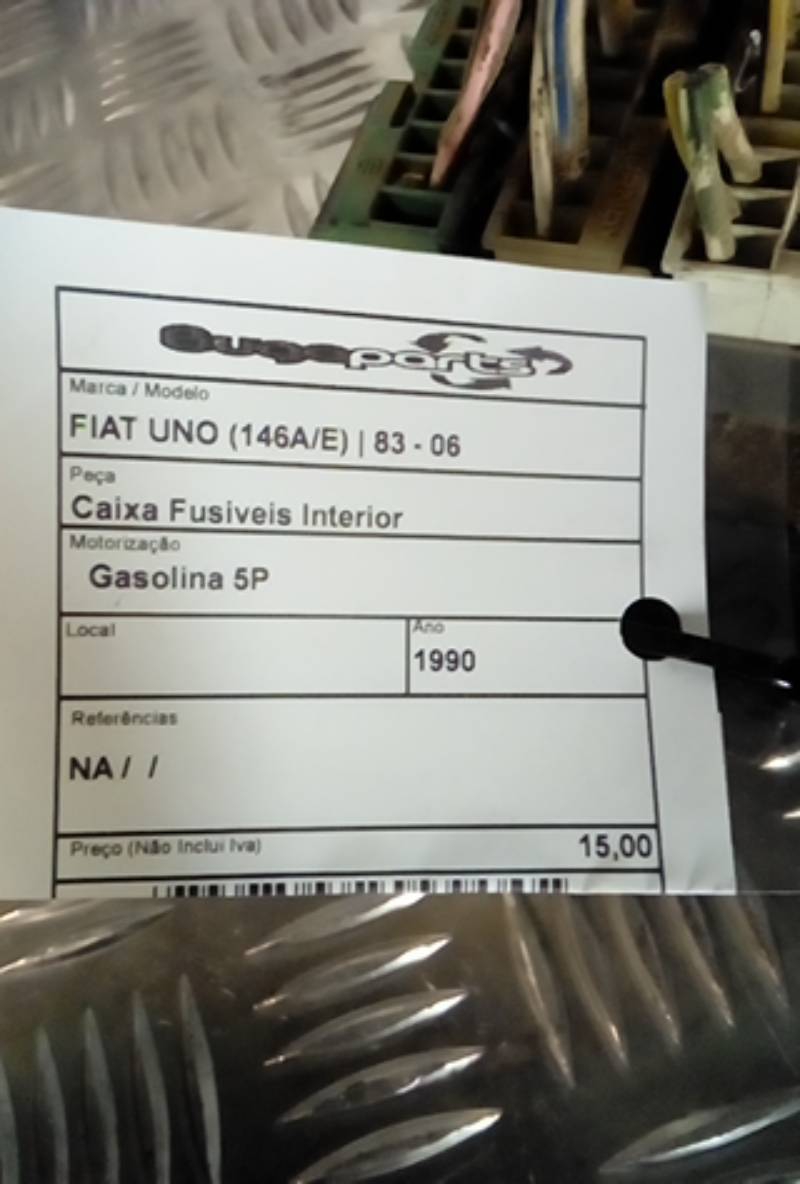 Ougaparts
Marca / Modelo
FIAT UNO (146A/E) | 83 - 06
Peça
Caixa Fusiveis Interior
Motorização
Gasolina 5P
Local
Ano
1990
Referências
NA / /
Preço (Não Inclui Iva)
15,00